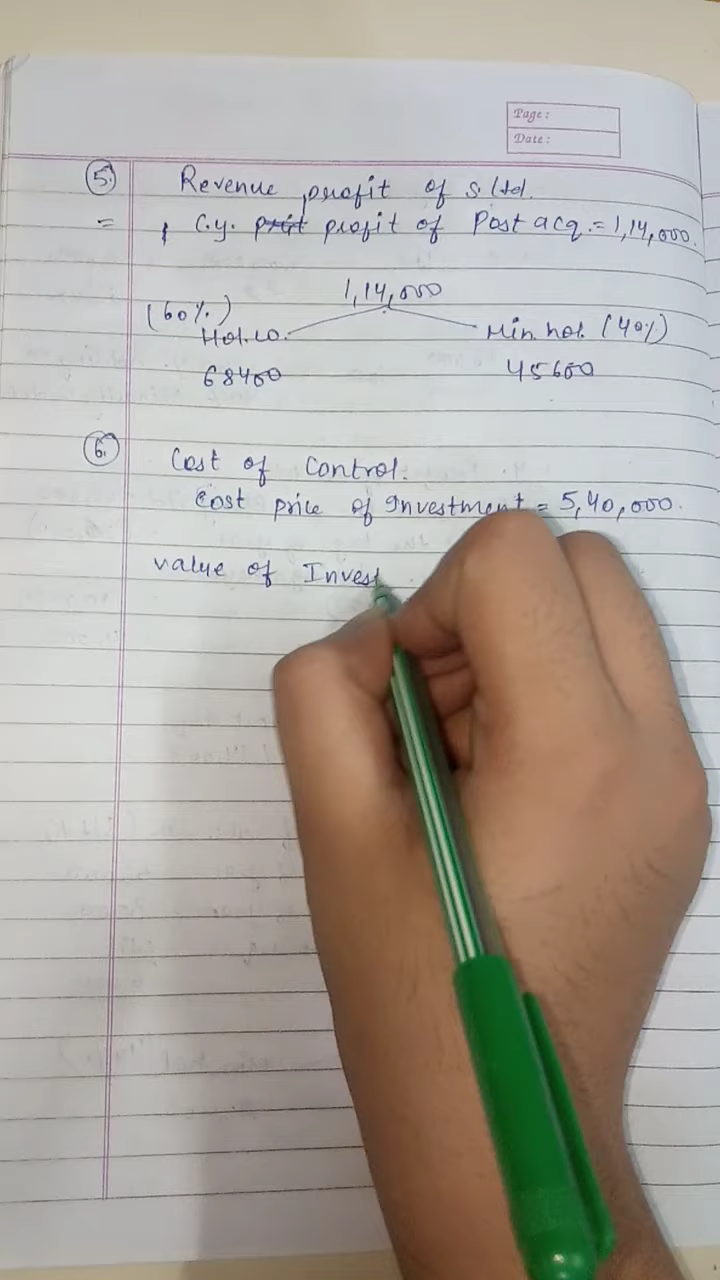 Page:
Date:
5. Revenue profit of S. Ltd.
= , C.y. profit of Post acq. = 1,14,000.
1,14,000
(60%)
Hol. co. Min. hol. (40%)
68400 45600
6. Cost of Control.
Cost price of Investment = 5,40,000.
value of Invest